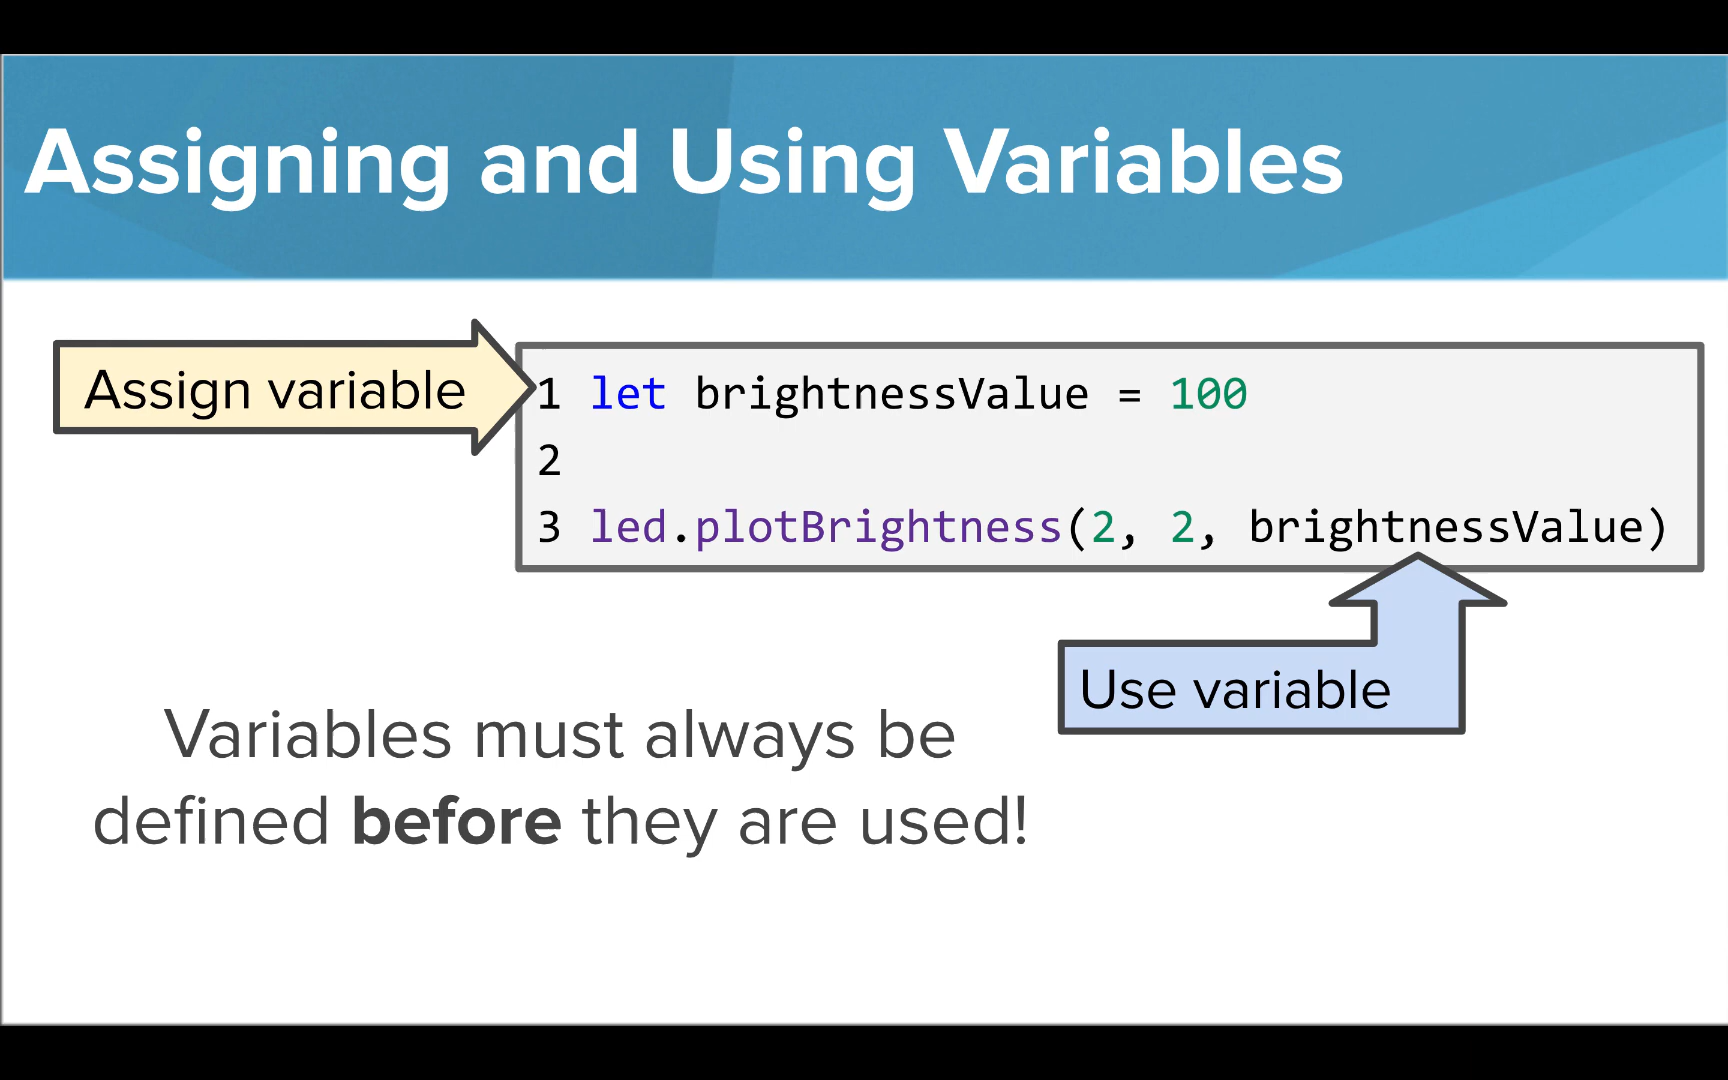 Assigning and Using Variables
Assign variable
1 let brightnessValue = 100
2
3 led.plotBrightness(2, 2, brightnessValue)
Use variable
Variables must always be
defined before they are used!